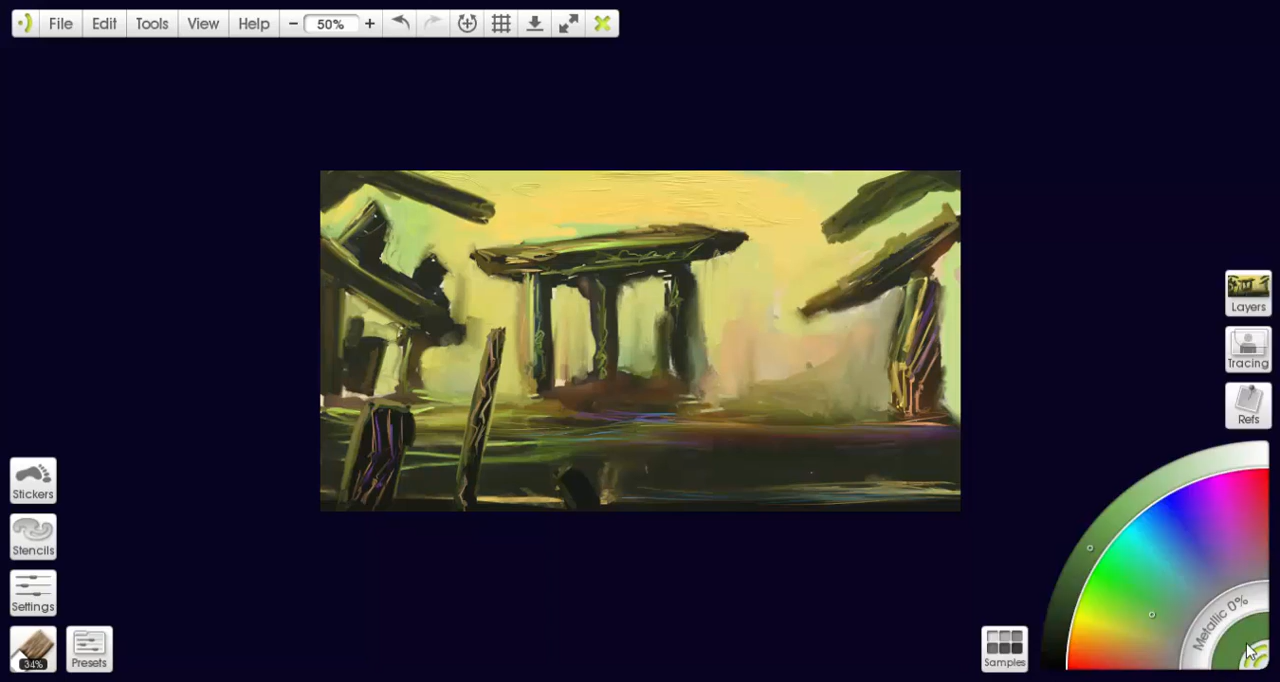 File Edit Tools View Help − 50% +
Layers
Tracing
Refs
Stickers
Stencils
Settings
34%
Presets
Samples
Metallic 0%